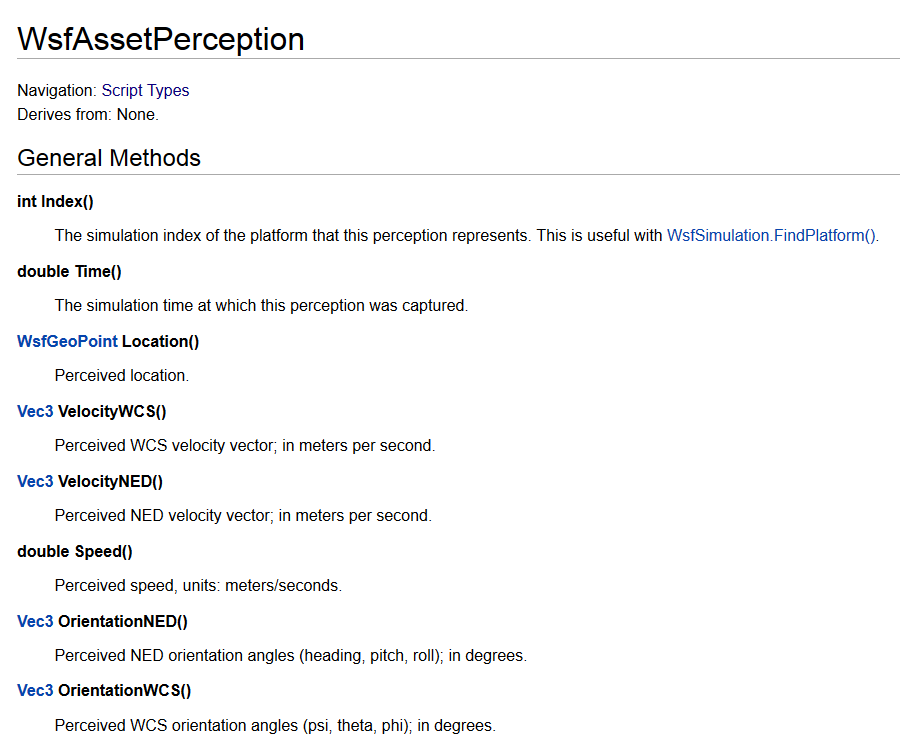 WsfAssetPerception
Navigation: Script Types
Derives from: None.
General Methods
int Index()
The simulation index of the platform that this perception represents. This is useful with WsfSimulation.FindPlatform().
double Time()
The simulation time at which this perception was captured.
WsfGeoPoint Location()
Perceived location.
Vec3 VelocityWCS()
Perceived WCS velocity vector; in meters per second.
Vec3 VelocityNED()
Perceived NED velocity vector; in meters per second.
double Speed()
Perceived speed, units: meters/seconds.
Vec3 OrientationNED()
Perceived NED orientation angles (heading, pitch, roll); in degrees.
Vec3 OrientationWCS()
Perceived WCS orientation angles (psi, theta, phi); in degrees.